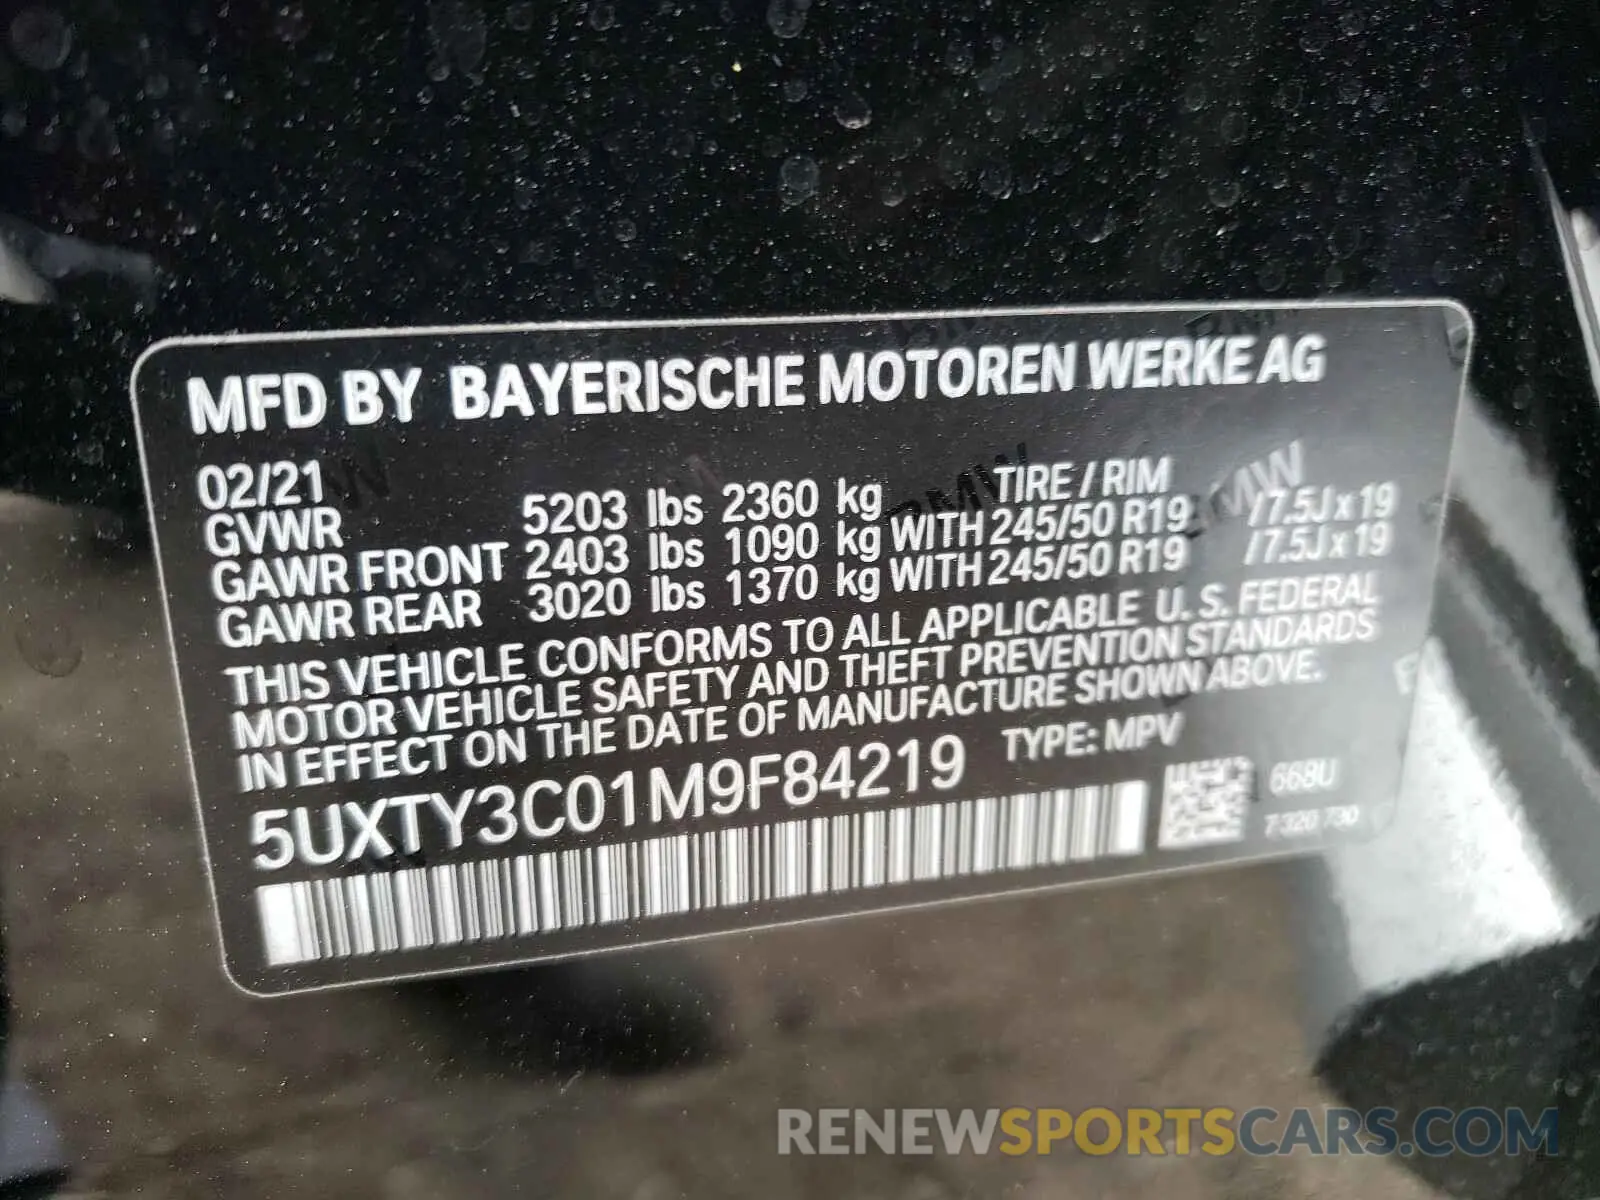 MFD BY BAYERISCHE MOTOREN WERKE AG
02/21 TIRE / RIM
GVWR 5203 lbs 2360 kg
GAWR FRONT 2403 lbs 1090 kg WITH 245/50 R19 /7.5J x 19
GAWR REAR 3020 lbs 1370 kg WITH 245/50 R19 /7.5J x 19
THIS VEHICLE CONFORMS TO ALL APPLICABLE U. S. FEDERAL
MOTOR VEHICLE SAFETY AND THEFT PREVENTION STANDARDS
IN EFFECT ON THE DATE OF MANUFACTURE SHOWN ABOVE.
5UXTY3C01M9F84219 TYPE: MPV
668U
7 320 730
RENEWSPORTSCARS.COM